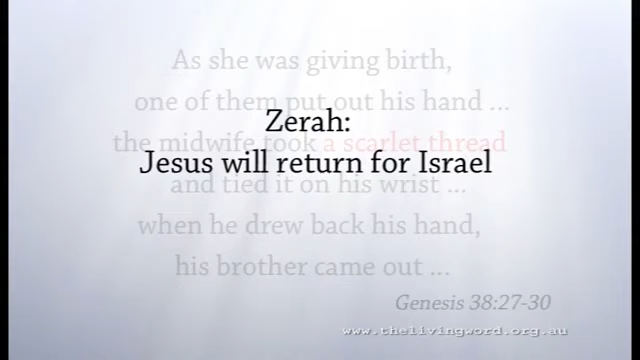 As she was giving birth,
one of them put out his hand ...
Zerah:
the midwife took a scarlet thread
Jesus will return for Israel
and tied it on his wrist ...
when he drew back his hand,
his brother came out ...
Genesis 38:27-30
www.thelivingword.org.au